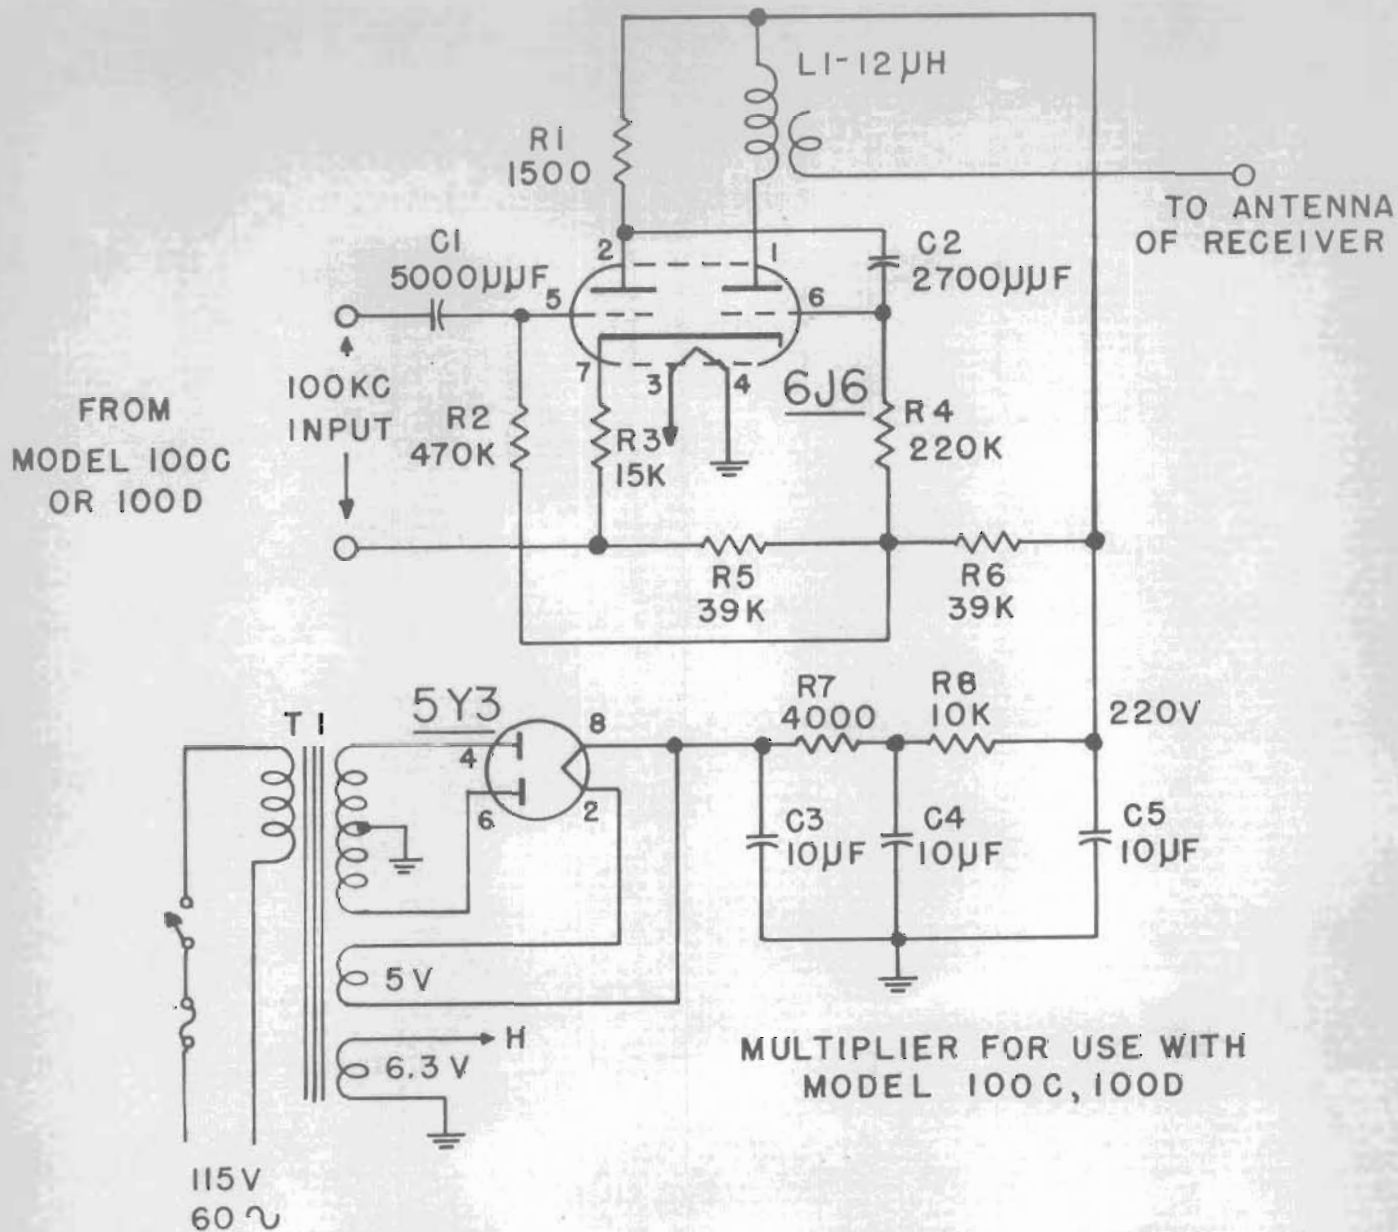 L1-12µH
R1
1500
TO ANTENNA
OF RECEIVER
C1
5000µµF
2
1
C2
2700µµF
5
6
7
3
4
6J6
100KC
INPUT
FROM
MODEL 100C
OR 100D
R2
470K
R3
15K
R4
220K
R5
39K
R6
39K
T1
5Y3
4
8
6
2
R7
4000
R8
10K
220V
C3
10µF
C4
10µF
C5
10µF
5V
H
6.3V
MULTIPLIER FOR USE WITH
MODEL 100C, 100D
115V
60∿